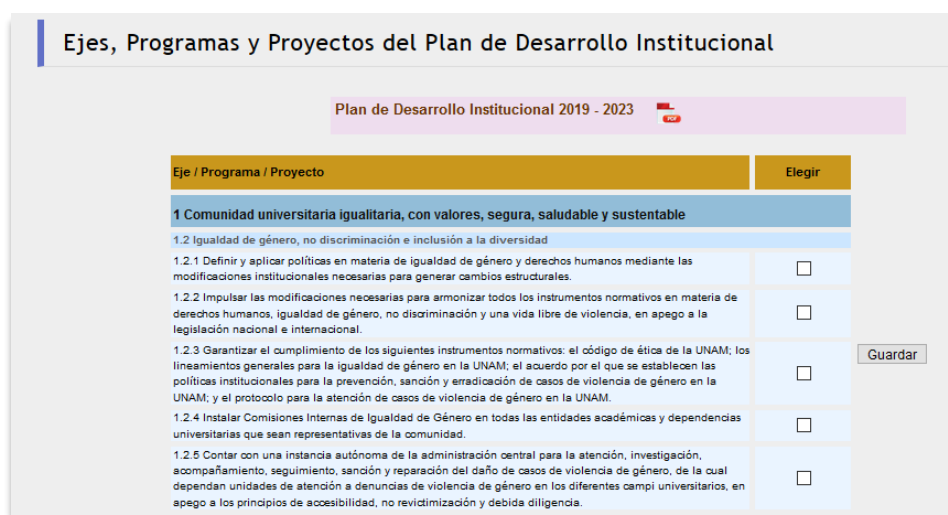 Ejes, Programas y Proyectos del Plan de Desarrollo Institucional
Plan de Desarrollo Institucional 2019 - 2023
PDF
Eje / Programa / Proyecto
Elegir
1 Comunidad universitaria igualitaria, con valores, segura, saludable y sustentable
1.2 Igualdad de género, no discriminación e inclusión a la diversidad
1.2.1 Definir y aplicar políticas en materia de igualdad de género y derechos humanos mediante las
modificaciones institucionales necesarias para generar cambios estructurales.
1.2.2 Impulsar las modificaciones necesarias para armonizar todos los instrumentos normativos en materia de
derechos humanos, igualdad de género, no discriminación y una vida libre de violencia, en apego a la
legislación nacional e internacional.
1.2.3 Garantizar el cumplimiento de los siguientes instrumentos normativos: el código de ética de la UNAM; los
lineamientos generales para la igualdad de género en la UNAM; el acuerdo por el que se establecen las
políticas institucionales para la prevención, sanción y erradicación de casos de violencia de género en la
UNAM; y el protocolo para la atención de casos de violencia de género en la UNAM.
Guardar
1.2.4 Instalar Comisiones Internas de Igualdad de Género en todas las entidades académicas y dependencias
universitarias que sean representativas de la comunidad.
1.2.5 Contar con una instancia autónoma de la administración central para la atención, investigación,
acompañamiento, seguimiento, sanción y reparación del daño de casos de violencia de género, de la cual
dependan unidades de atención a denuncias de violencia de género en los diferentes campi universitarios, en
apego a los principios de accesibilidad, no revictimización y debida diligencia.